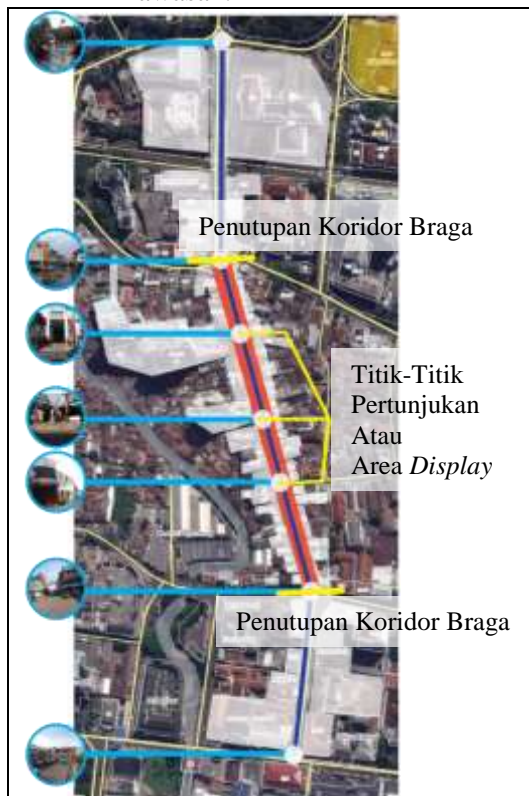 Penutupan Koridor Braga
Titik-Titik
Pertunjukan
Atau
Area Display
Penutupan Koridor Braga